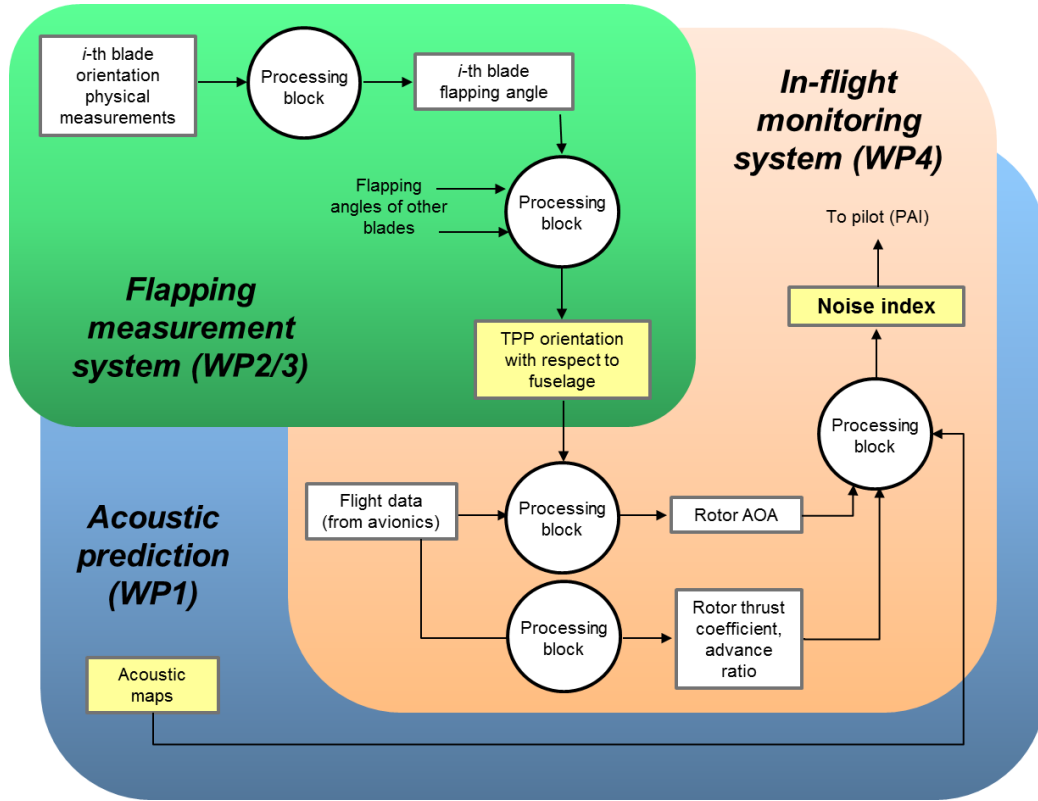 i-th blade
orientation
physical
measurements
Processing
block
i-th blade
flapping angle
In-flight
monitoring
system (WP4)
Flapping
angles of other
blades
Processing
block
To pilot (PAI)
Flapping
measurement
system (WP2/3)
Noise index
TPP orientation
with respect to
fuselage
Processing
block
Acoustic
prediction
(WP1)
Flight data
(from avionics)
Processing
block
Rotor AOA
Processing
block
Rotor thrust
coefficient,
advance
ratio
Acoustic
maps